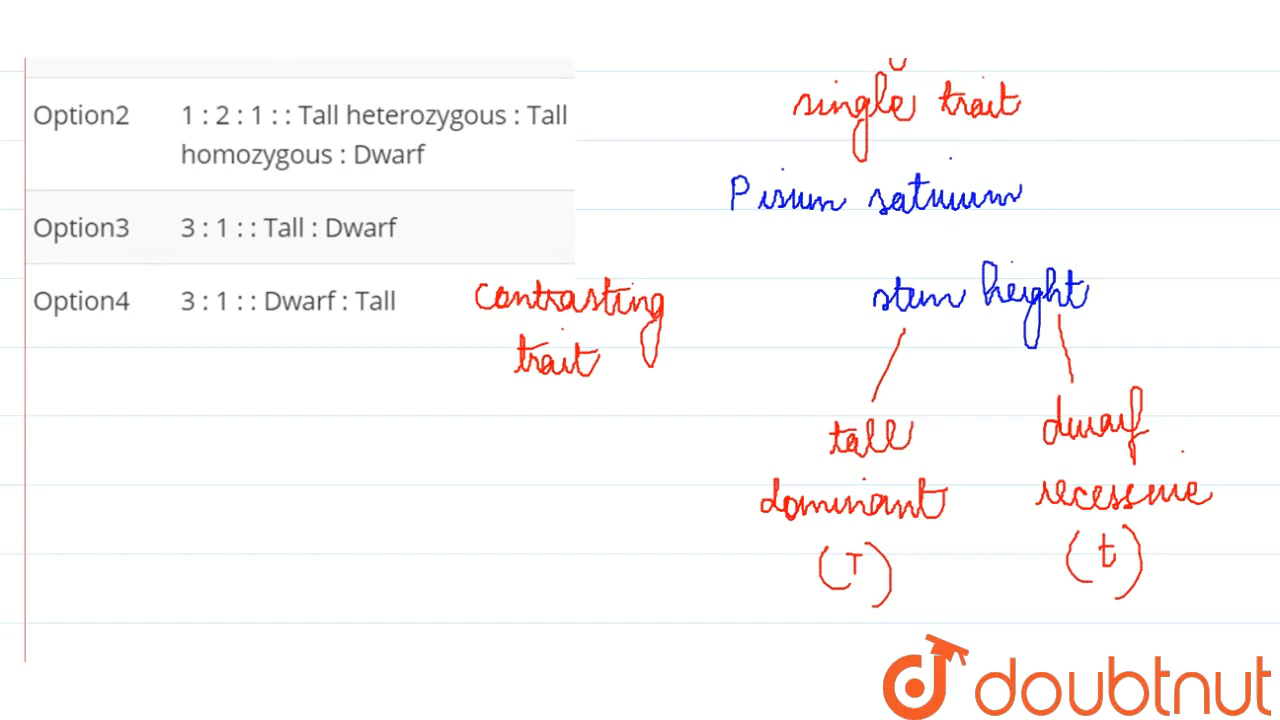 Option2 1 : 2 : 1 : : Tall heterozygous : Tall
homozygous : Dwarf
Option3 3 : 1 : : Tall : Dwarf
Option4 3 : 1 : : Dwarf : Tall
contrasting
trait
single trait
Pisum sativum
stem height
tall
dominant
(T)
dwarf
recessive
(t)
doubtnut